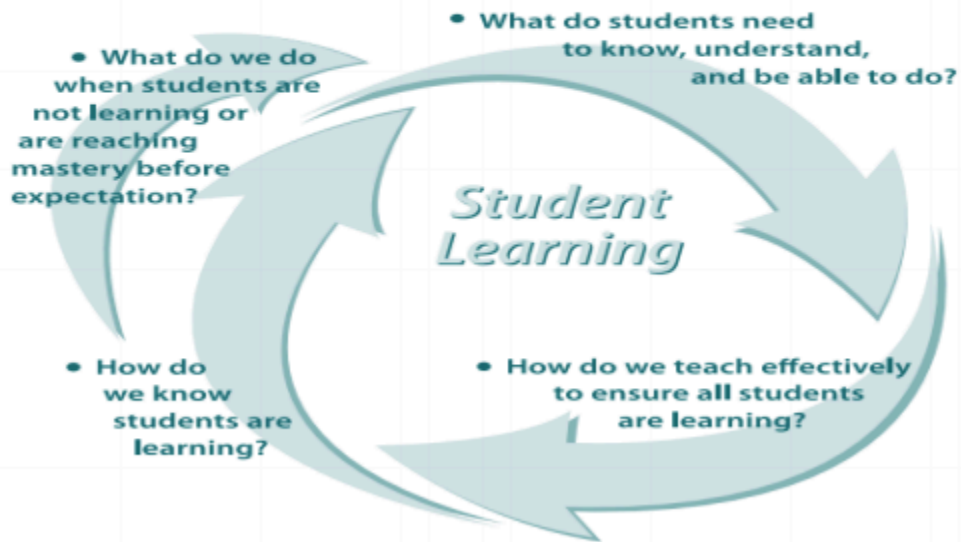 • What do students need
to know, understand,
and be able to do?
• What do we do
when students are
not learning or
are reaching
mastery before
expectation?
Student
Learning
• How do
we know
students are
learning?
• How do we teach effectively
to ensure all students
are learning?